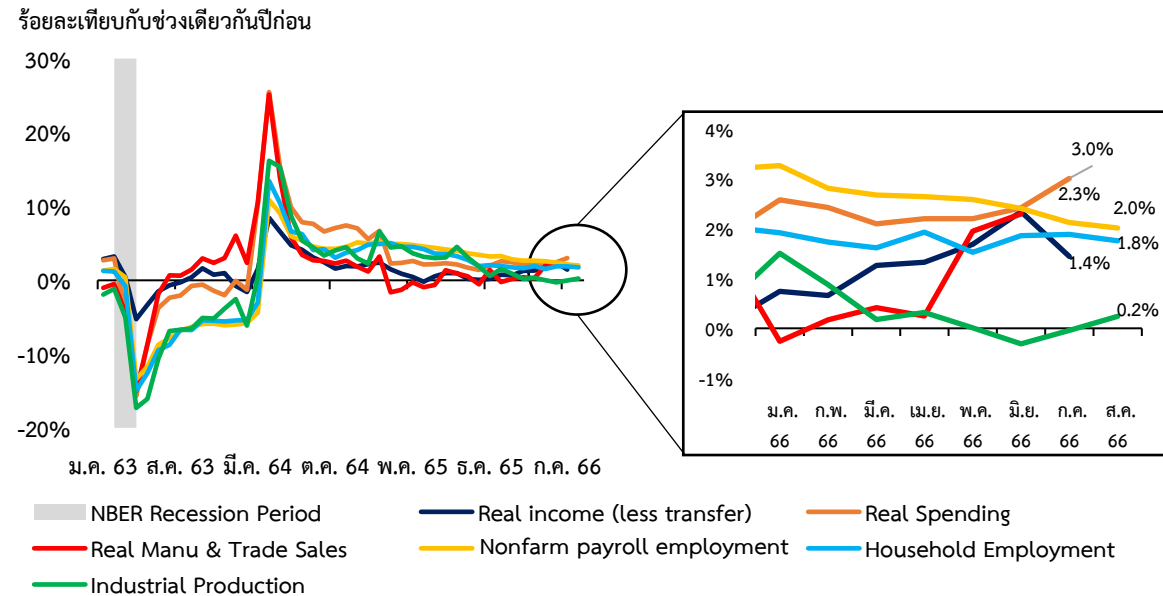 ร้อยละเทียบกับช่วงเดียวกันปีก่อน
30%
20%
10%
0%
-10%
-20%
ม.ค. 63 ส.ค. 63 มี.ค. 64 ต.ค. 64 พ.ค. 65 ธ.ค. 65 ก.ค. 66
4%
3%
2%
1%
0%
-1%
3.0%
2.3%
2.0%
1.8%
1.4%
0.2%
ม.ค. ก.พ. มี.ค. เม.ย. พ.ค. มิ.ย. ก.ค. ส.ค.
66 66 66 66 66 66 66 66
NBER Recession Period Real income (less transfer) Real Spending
Real Manu & Trade Sales Nonfarm payroll employment Household Employment
Industrial Production